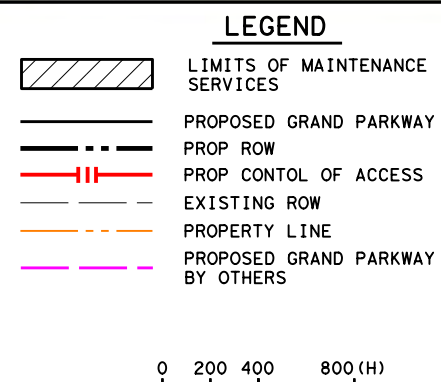 LEGEND
LIMITS OF MAINTENANCE
SERVICES
PROPOSED GRAND PARKWAY
PROP ROW
PROP CONTOL OF ACCESS
EXISTING ROW
PROPERTY LINE
PROPOSED GRAND PARKWAY
BY OTHERS
0 200 400 800(H)